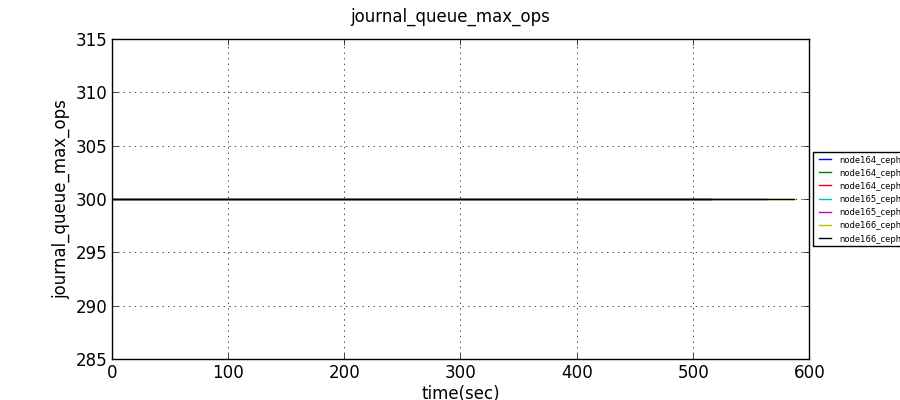 journal_queue_max_ops
315
310
305
300
295
290
285
journal_queue_max_ops
0 100 200 300 400 500 600
time(sec)
node164_ceph
node164_ceph
node164_ceph
node165_ceph
node165_ceph
node166_ceph
node166_ceph